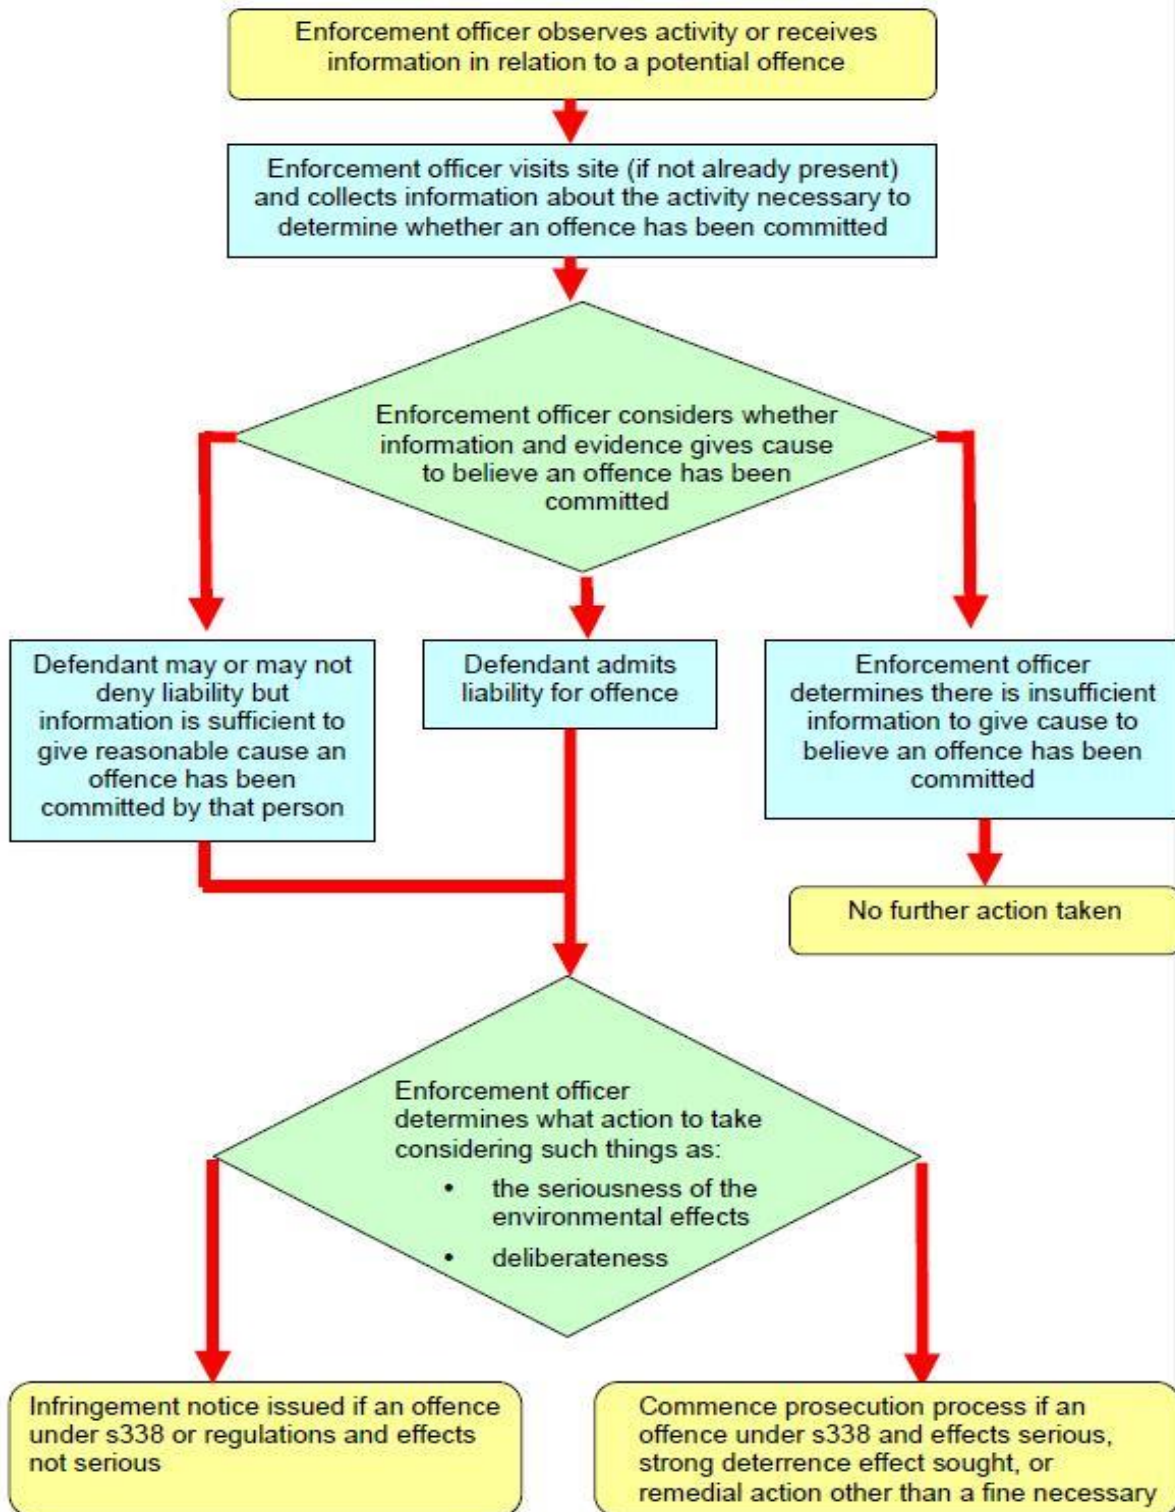 Enforcement officer observes activity or receives
information in relation to a potential offence
Enforcement officer visits site (if not already present)
and collects information about the activity necessary to
determine whether an offence has been committed
Enforcement officer considers whether
information and evidence gives cause
to believe an offence has been
committed
Defendant may or may not
deny liability but
information is sufficient to
give reasonable cause an
offence has been
committed by that person
Defendant admits
liability for offence
Enforcement officer
determines there is insufficient
information to give cause to
believe an offence has been
committed
No further action taken
Enforcement officer
determines what action to take
considering such things as:
• the seriousness of the
environmental effects
• deliberateness
Infringement notice issued if an offence
under s338 or regulations and effects
not serious
Commence prosecution process if an
offence under s338 and effects serious,
strong deterrence effect sought, or
remedial action other than a fine necessary